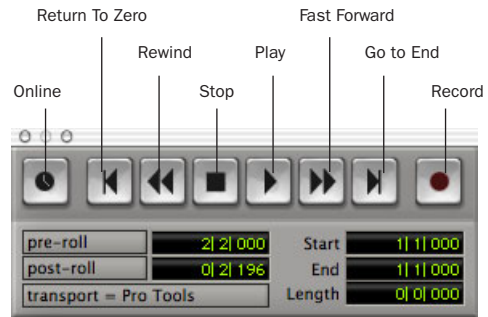 Return To Zero
Fast Forward
Rewind
Play
Go to End
Online
Stop
Record
pre-roll 2| 2| 000 Start 1| 1| 000
post-roll 0| 2| 196 End 1| 1| 000
transport = Pro Tools Length 0| 0| 000